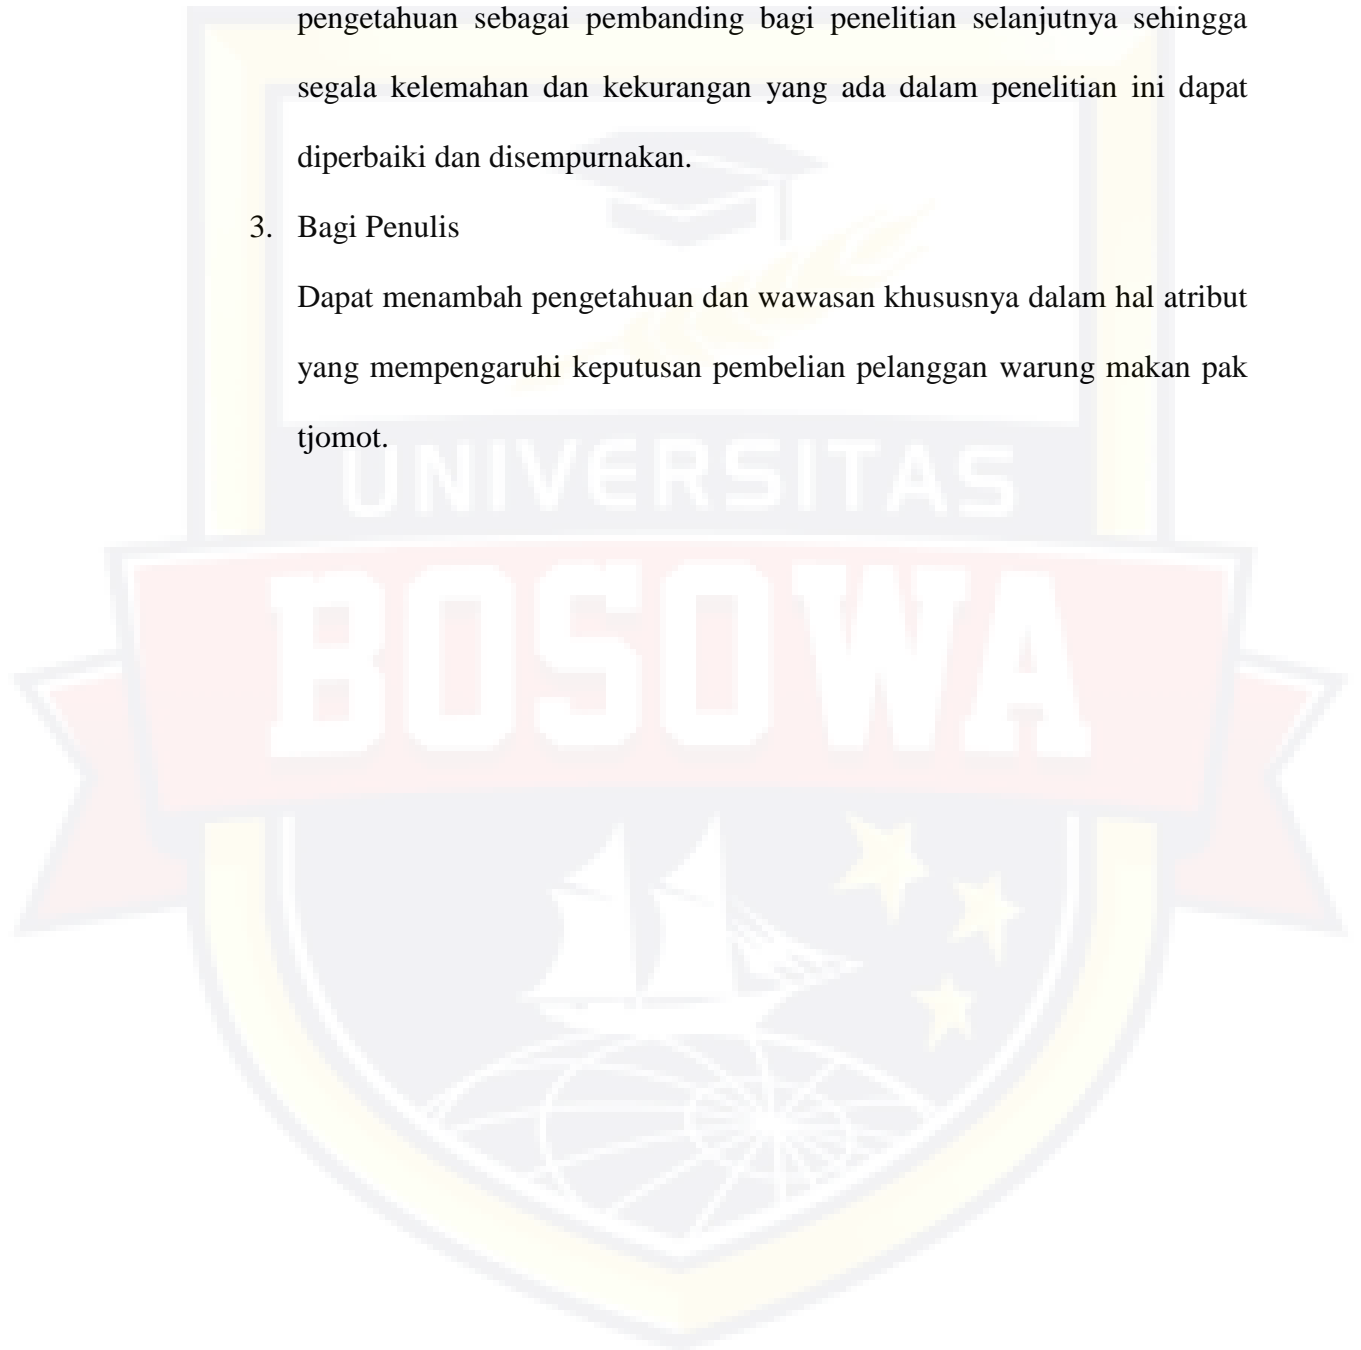 pengetahuan sebagai pembanding bagi penelitian selanjutnya sehingga
segala kelemahan dan kekurangan yang ada dalam penelitian ini dapat
diperbaiki dan disempurnakan.
3. Bagi Penulis
Dapat menambah pengetahuan dan wawasan khususnya dalam hal atribut
yang mempengaruhi keputusan pembelian pelanggan warung makan pak
tjomot.
UNIVERSITAS
BOSOWA